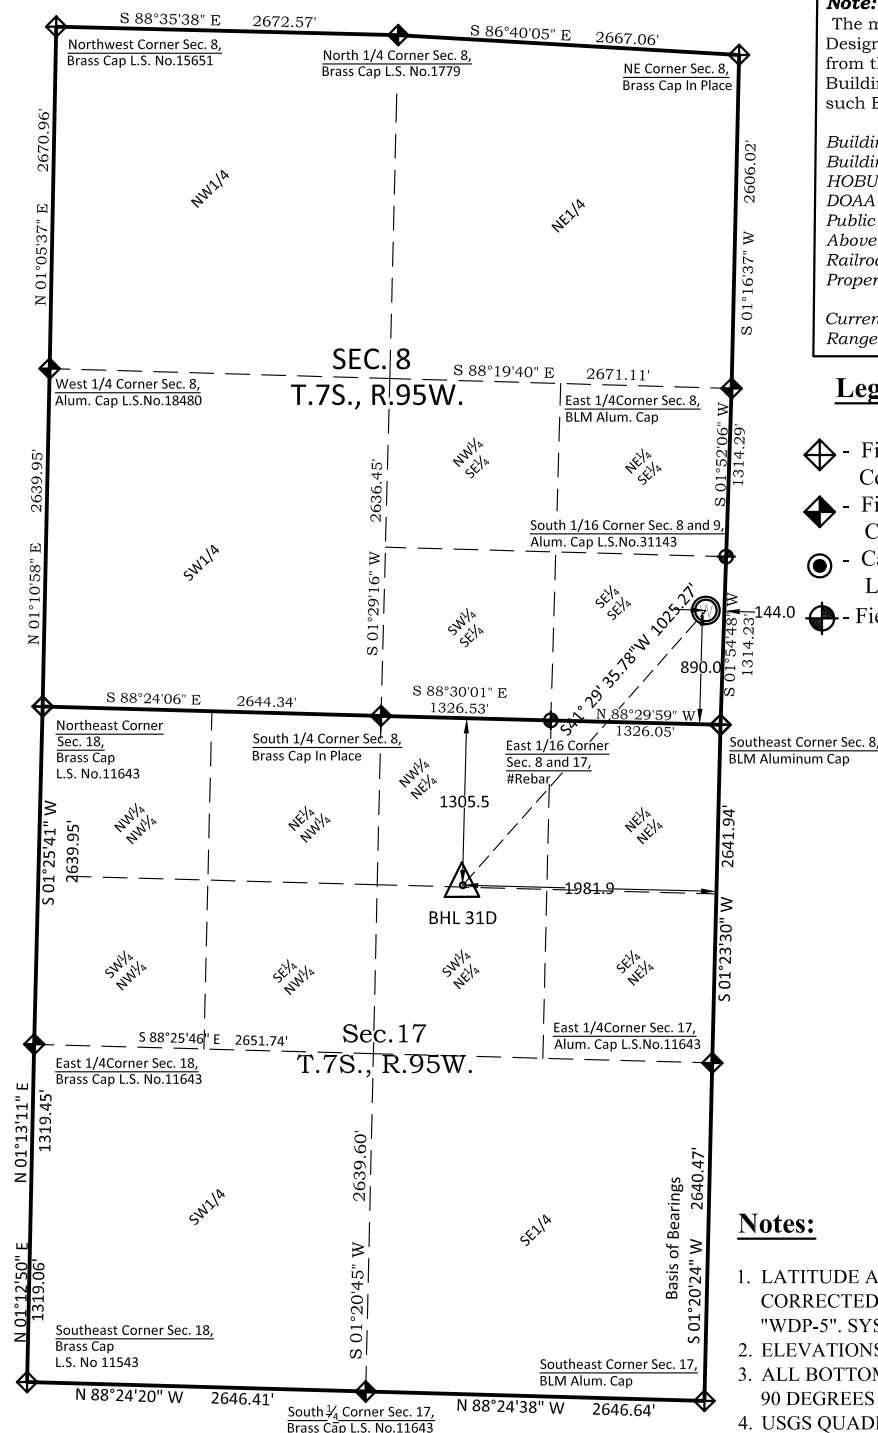 S 88°35'38" E 2672.57'
S 86°40'05" E 2667.06'
Northwest Corner Sec. 8,
Brass Cap L.S. No.15651
North 1/4 Corner Sec. 8,
Brass Cap L.S. No.1779
NE Corner Sec. 8,
Brass Cap In Place
N 01°05'37" E 2670.96'
NW1/4
NE1/4
S 01°16'37" W 2606.02'
SEC. 8
T.7S., R.95W.
S 88°19'40" E 2671.11'
West 1/4 Corner Sec. 8,
Alum. Cap L.S.No.18480
East 1/4Corner Sec. 8,
BLM Alum. Cap
N 01°10'58" E 2639.95'
SW1/4
S 01°29'16" W 2636.45'
NW¼
SE¼
NE¼
SE¼
S 01°52'06" W
1314.29'
South 1/16 Corner Sec. 8 and 9,
Alum. Cap L.S.No.31143
SW¼
SE¼
SE¼
SE¼
S41° 29' 35.78"W 1025.27'
144.0
890.0
S 01°54'48" W
1314.23'
S 88°24'06" E 2644.34'
S 88°30'01" E
1326.53'
N 88°29'59" W
1326.05'
Northeast Corner
Sec. 18,
Brass Cap
L.S. No.11643
South 1/4 Corner Sec. 8,
Brass Cap In Place
East 1/16 Corner
Sec. 8 and 17,
#Rebar
Southeast Corner Sec. 8,
BLM Aluminum Cap
S 01°25'41" W
2639.95'
NW¼
NW¼
NE¼
NW¼
NW¼
NE¼
NE¼
NE¼
1305.5
S 01°23'30" W 2641.94'
1981.9
BHL 31D
SW¼
NW¼
SE¼
NW¼
SW¼
NE¼
SE¼
NE¼
Sec.17
T.7S., R.95W.
S 88°25'46" E 2651.74'
East 1/4Corner Sec. 18,
Brass Cap L.S. No.11643
East 1/4Corner Sec. 17,
Alum. Cap L.S.No.11643
N 01°13'11" E
1319.45'
SW1/4
S 01°20'45" W 2639.60'
SE1/4
Basis of Bearings
S 01°20'24" W 2640.47'
N 01°12'50" E
1319.06'
Southeast Corner Sec. 18,
Brass Cap
L.S. No 11543
Southeast Corner Sec. 17,
BLM Alum. Cap
N 88°24'20" W 2646.41'
South ¼ Corner Sec. 17,
Brass Cap L.S. No.11643
N 88°24'38" W 2646.64'
Note:
The m
Design
from th
Buildin
such B
Buildin
Buildin
HOBU
DOAA
Public
Above
Railroa
Proper
Curren
Range
Leg
- Fi
Co
- Fi
C
- Ca
L
- Fie
Notes:
1. LATITUDE A
CORRECTED
"WDP-5". SYS
2. ELEVATIONS
3. ALL BOTTOM
90 DEGREES
4. USGS QUADR